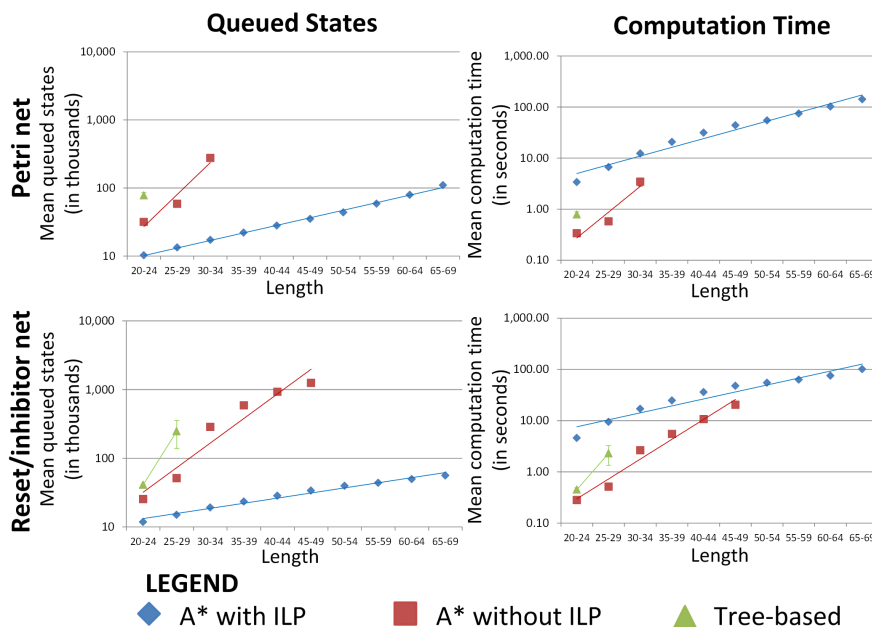 Queued States
Computation Time
Petri net
Mean queued states
(in thousands)
10,000
1,000
100
10
20-24 25-29 30-34 35-39 40-44 45-49 50-54 55-59 60-64 65-69
Length
Mean computation time
(in seconds)
1,000.00
100.00
10.00
1.00
0.10
20-24 25-29 30-34 35-39 40-44 45-49 50-54 55-59 60-64 65-69
Length
Reset/inhibitor net
Mean queued states
(in thousands)
10,000
1,000
100
10
20-24 25-29 30-34 35-39 40-44 45-49 50-54 55-59 60-64 65-69
Length
Mean computation time
(in seconds)
1,000.00
100.00
10.00
1.00
0.10
20-24 25-29 30-34 35-39 40-44 45-49 50-54 55-59 60-64 65-69
Length
LEGEND
A* with ILP
A* without ILP
Tree-based